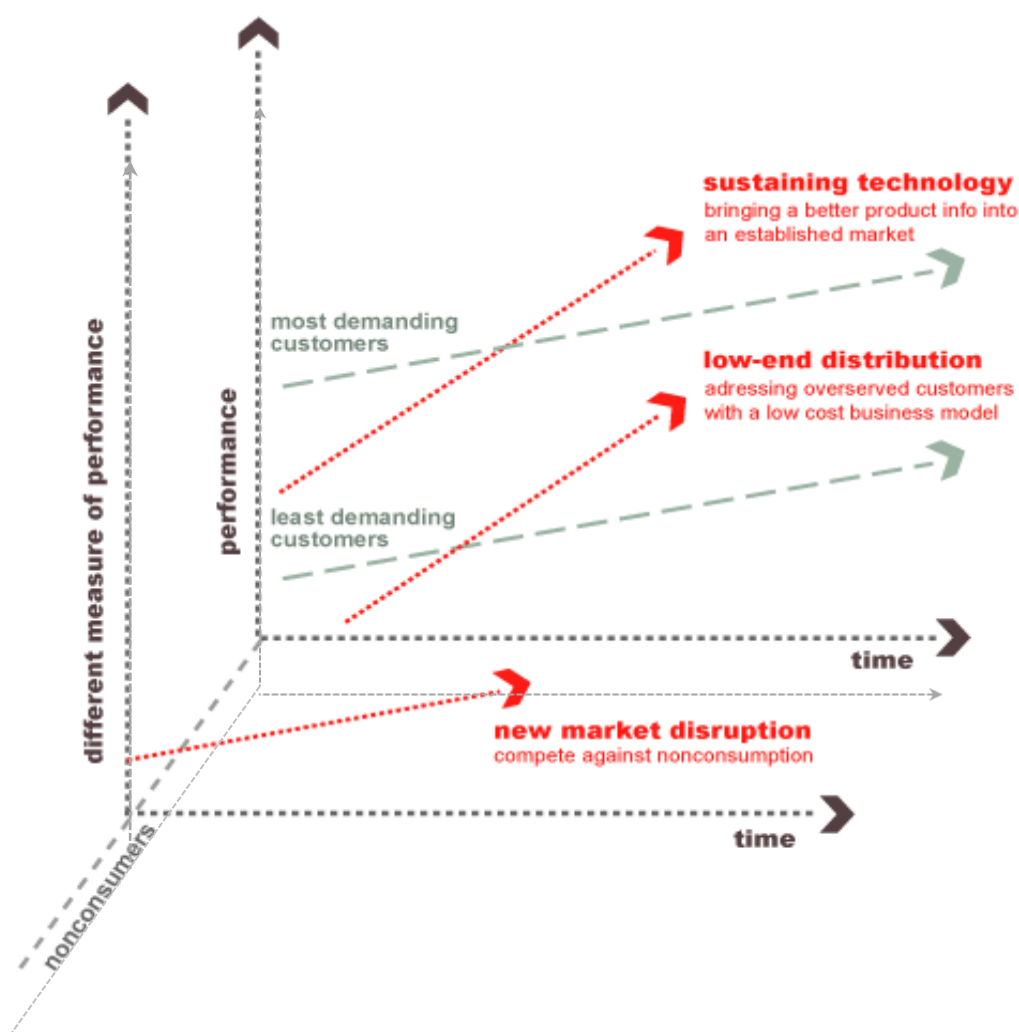 sustaining technology
bringing a better product info into
an established market
most demanding
customers
low-end distribution
adressing overserved customers
with a low cost business model
different measure of performance
performance
least demanding
customers
time
new market disruption
compete against nonconsumption
time
nonconsumers